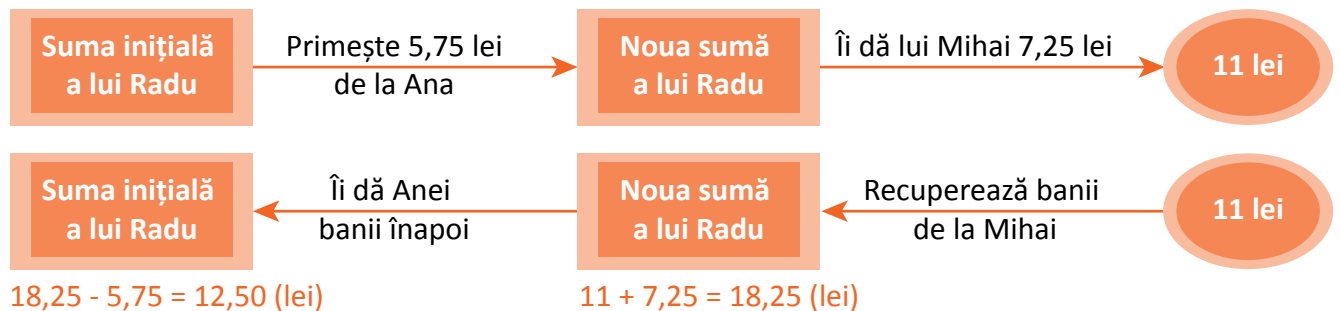 Suma inițială
a lui Radu
Primește 5,75 lei
de la Ana
Noua sumă
a lui Radu
Îi dă lui Mihai 7,25 lei
11 lei
Suma inițială
a lui Radu
Îi dă Anei
banii înapoi
Noua sumă
a lui Radu
Recuperează banii
de la Mihai
11 lei
18,25 - 5,75 = 12,50 (lei)
11 + 7,25 = 18,25 (lei)